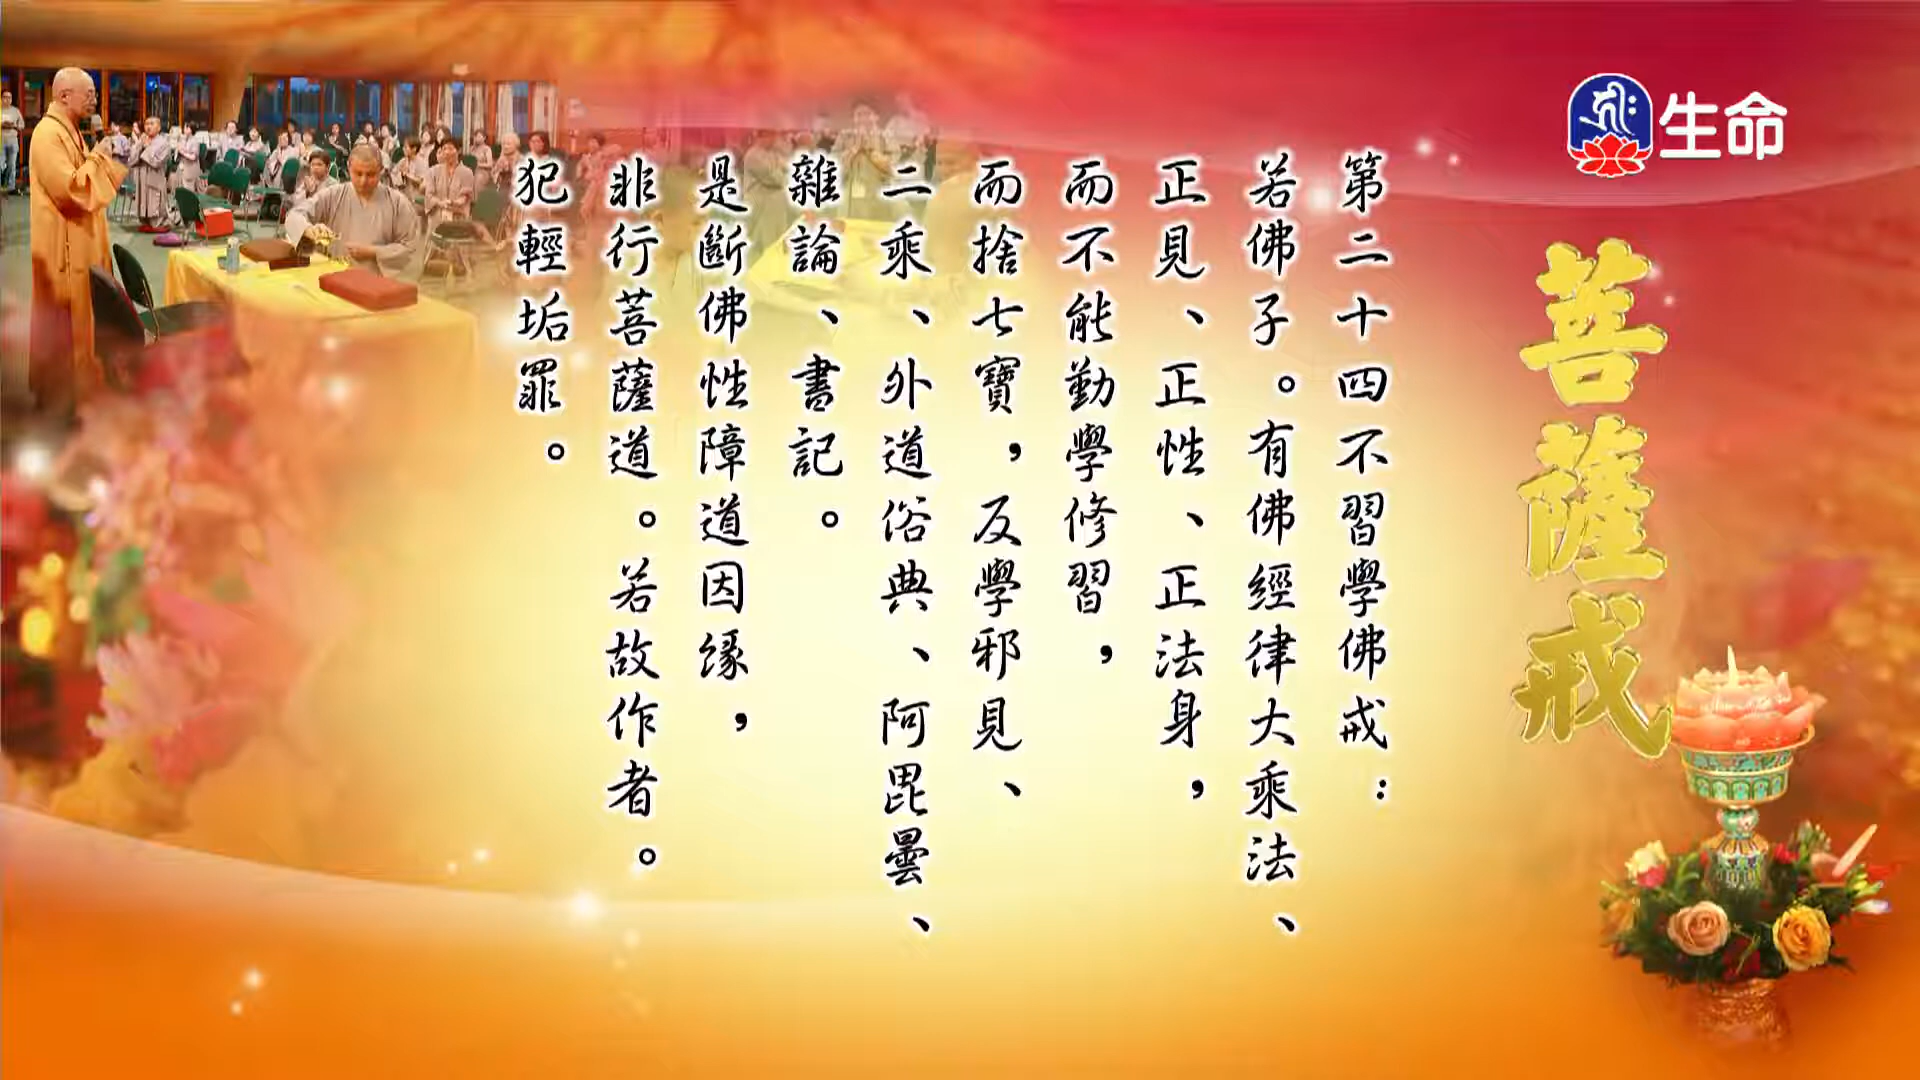 生命
菩薩戒
第二十四不習學佛戒：
若佛子。有佛經律大乘法、
正見、正性、正法身，
而不能勤學修習，
而捨七寶，反學邪見、
二乘、外道俗典、阿毘曇、
雜論、書記。
是斷佛性障道因緣，
非行菩薩道。若故作者。
犯輕垢罪。